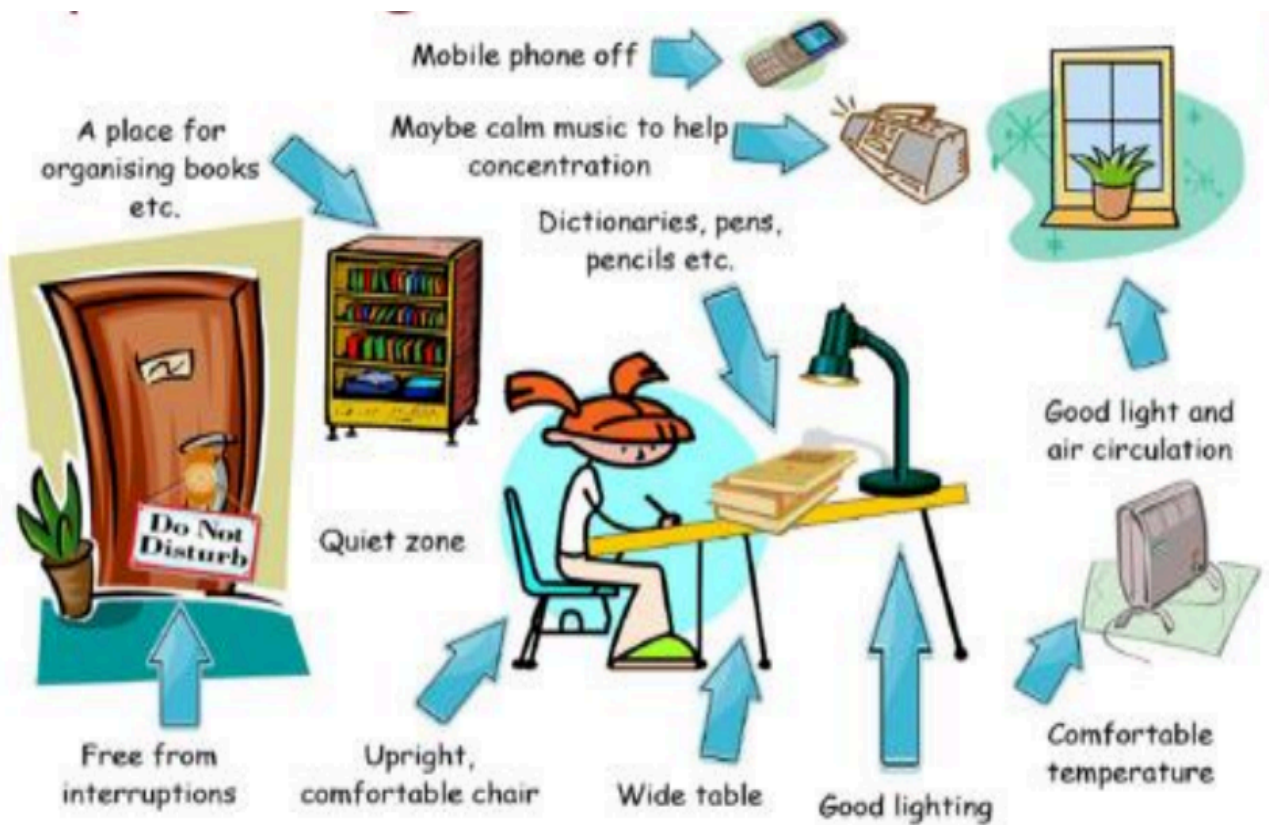 Mobile phone off
A place for
organising books
etc.
Maybe calm music to help
concentration
Dictionaries, pens,
pencils etc.
Good light and
air circulation
Do Not
Disturb
Quiet zone
Free from
interruptions
Upright,
comfortable chair
Wide table
Good lighting
Comfortable
temperature